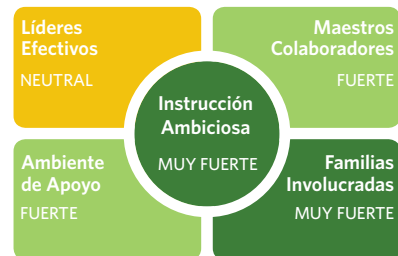 Líderes
Efectivos
NEUTRAL
Maestros
Colaboradores
FUERTE
Instrucción
Ambiciosa
MUY FUERTE
Ambiente
de Apoyo
FUERTE
Familias
Involucradas
MUY FUERTE